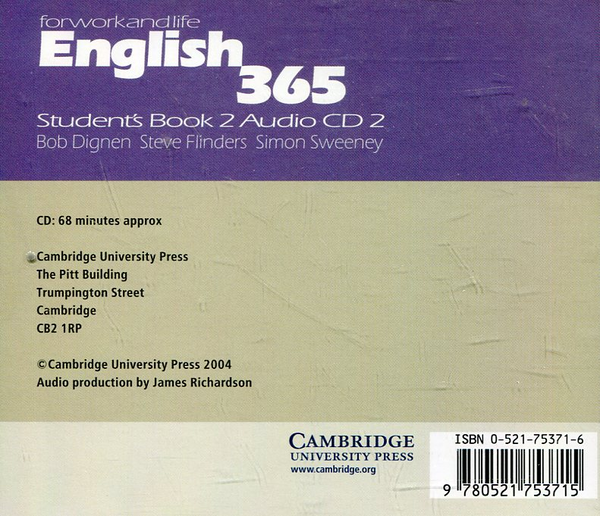 forworkandlife
English
365
Student's Book 2 Audio CD 2
Bob Dignen Steve Flinders Simon Sweeney
CD: 68 minutes approx
Cambridge University Press
The Pitt Building
Trumpington Street
Cambridge
CB2 1RP
© Cambridge University Press 2004
Audio production by James Richardson
CAMBRIDGE
UNIVERSITY PRESS
www.cambridge.org
ISBN 0-521-75371-6
9 780521 753715